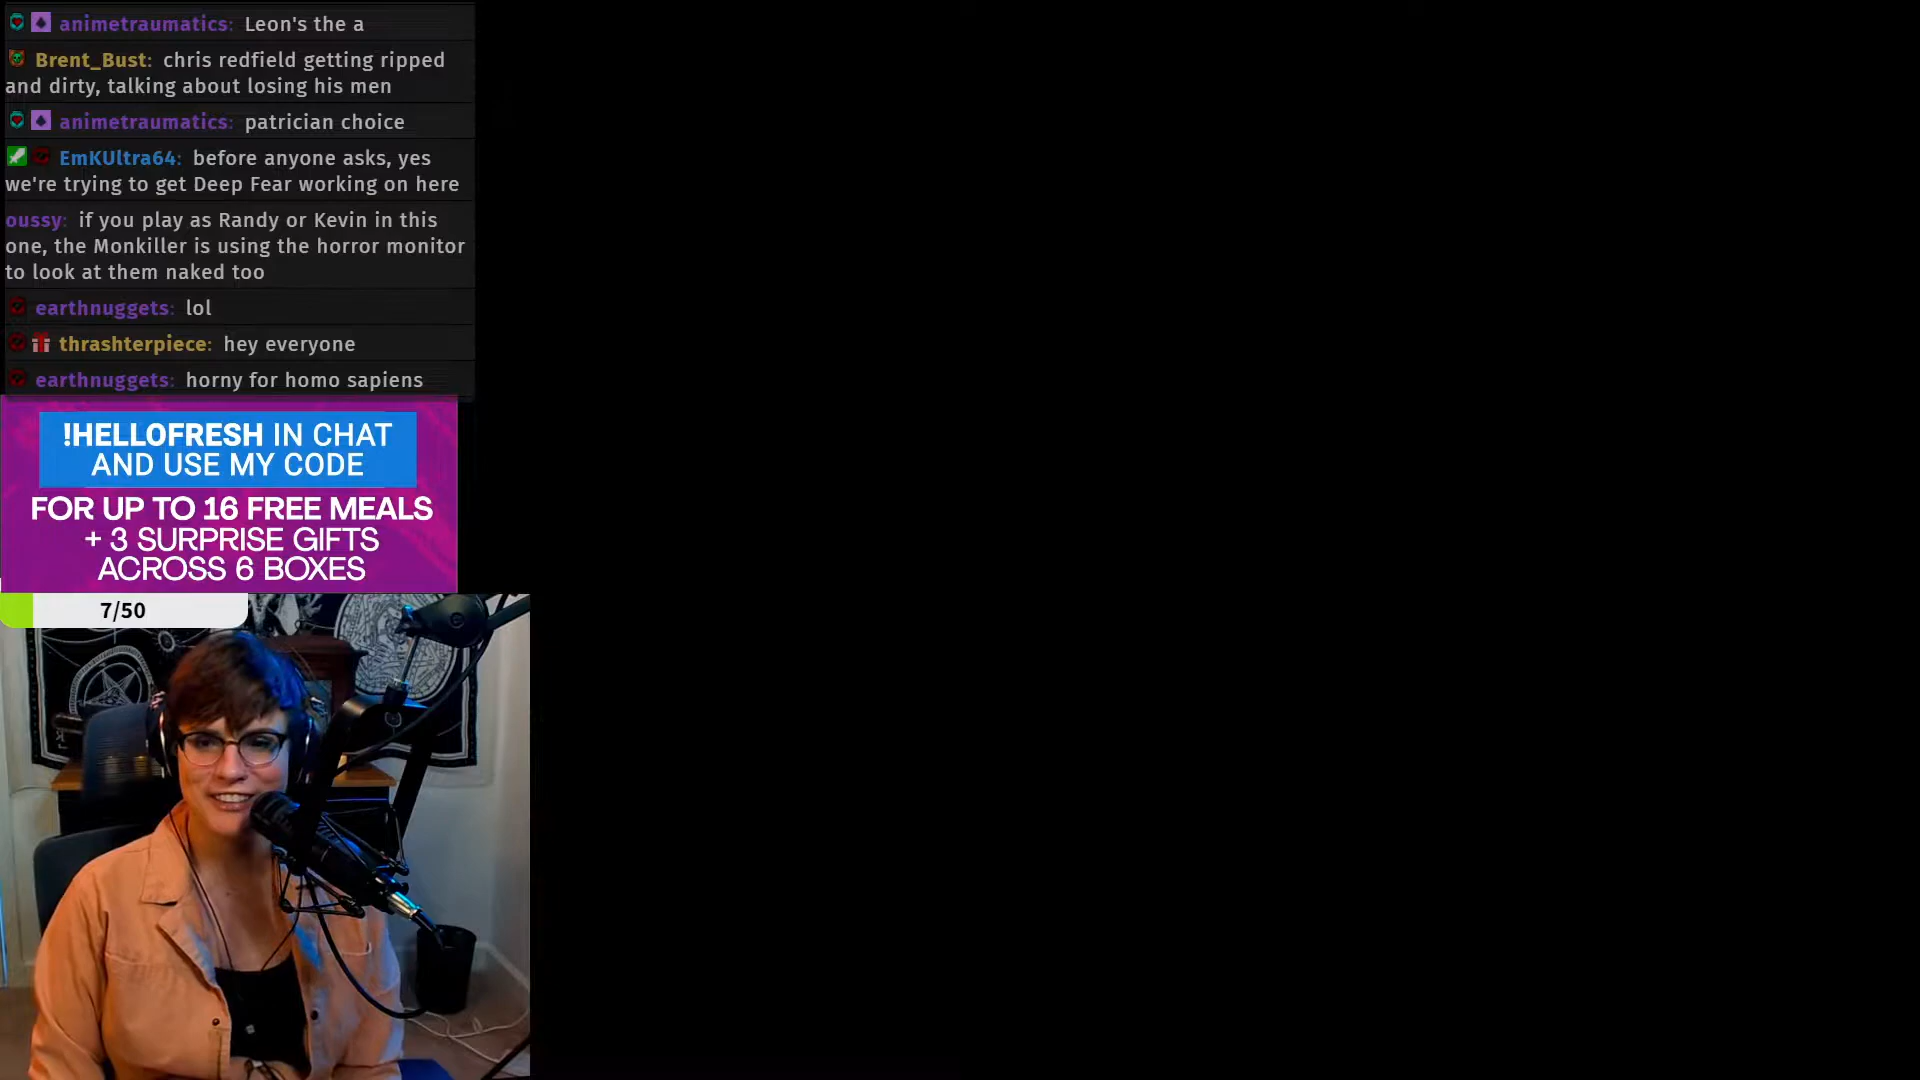 animetraumatics: Leon's the a
Brent_Bust: chris redfield getting ripped
and dirty, talking about losing his men
animetraumatics: patrician choice
EmKUltra64: before anyone asks, yes
we're trying to get Deep Fear working on here
oussy: if you play as Randy or Kevin in this
one, the Monkiller is using the horror monitor
to look at them naked too
earthnuggets: lol
thrashterpiece: hey everyone
earthnuggets: horny for homo sapiens
!HELLOFRESH IN CHAT
AND USE MY CODE
FOR UP TO 16 FREE MEALS
+ 3 SURPRISE GIFTS
ACROSS 6 BOXES
7/50